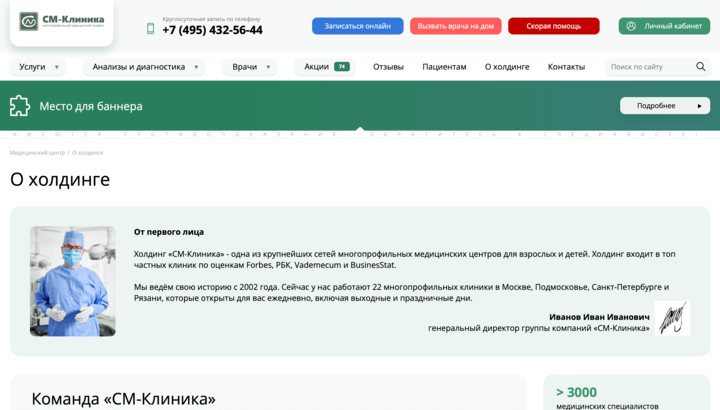 СМ-Клиника
Круглосуточная запись по телефону
+7 (495) 432-56-44
Записаться онлайн
Вызвать врача на дом
Скорая помощь
Личный кабинет
Услуги
Анализы и диагностика
Врачи
Акции 74
Отзывы
Пациентам
О холдинге
Контакты
Поиск по сайту
Место для баннера
Подробнее
ИМЕЮТСЯ ПРОТИВОПОКАЗАНИЯ. ОБРАТИТЕСЬ К СПЕЦИАЛИСТУ!
Медицинский центр / О холдинге
О холдинге
От первого лица
Холдинг «СМ-Клиника» - одна из крупнейших сетей многопрофильных медицинских центров для взрослых и детей. Холдинг входит в топ
частных клиник по оценкам Forbes, РБК, Vademecum и BusinesStat.
Мы ведём свою историю с 2002 года. Сейчас у нас работают 22 многопрофильных клиники в Москве, Подмосковье, Санкт-Петербурге и
Рязани, которые открыты для вас ежедневно, включая выходные и праздничные дни.
Иванов Иван Иванович
генеральный директор группы компаний «СМ-Клиника»
Команда «СМ-Клиника»
> 3000
медицинских специалистов